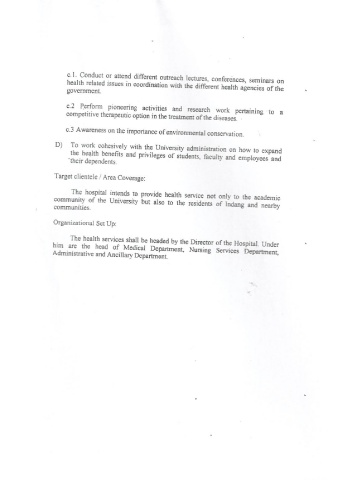 c.1. Conduct or attend different outreach lectures, conferences, seminars on
health related issues in coordination with the different health agencies of the
government.
c.2 Perform pioneering activities and research work pertaining to a
competitive therapeutic option in the treatment of the diseases.
c.3 Awareness on the importance of environmental conservation.
D) To work cohesively with the University administration on how to expand
the health benefits and privileges of students, faculty and employees and
their dependents.
Target clientele / Area Coverage:
The hospital intends to provide health service not only to the academic
community of the University but also to the residents of Indang and nearby
communities.
Organizational Set Up:
The health services shall be headed by the Director of the Hospital. Under
him are the head of Medical Department, Nursing Services Department,
Administrative and Ancillary Department.